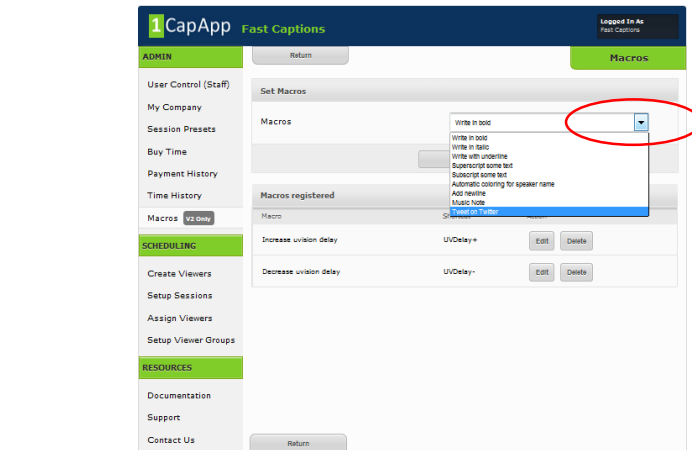 1CapApp Fast Captions
Logged In As
Fast Captions
ADMIN
Return
Macros
User Control (Staff)
My Company
Session Presets
Buy Time
Payment History
Time History
Macros V2 Only
SCHEDULING
Create Viewers
Setup Sessions
Assign Viewers
Setup Viewer Groups
RESOURCES
Documentation
Support
Contact Us
Set Macros
Macros
Write in bold
Write in bold
Write in italic
Write with underline
Superscript some text
Subscript some text
Automatic coloring for speaker name
Add newline
Music Note
Tweet on Twitter
Macros registered
Macro
Increase uvision delay UVDelay+ Edit Delete
Decrease uvision delay UVDelay- Edit Delete
Return